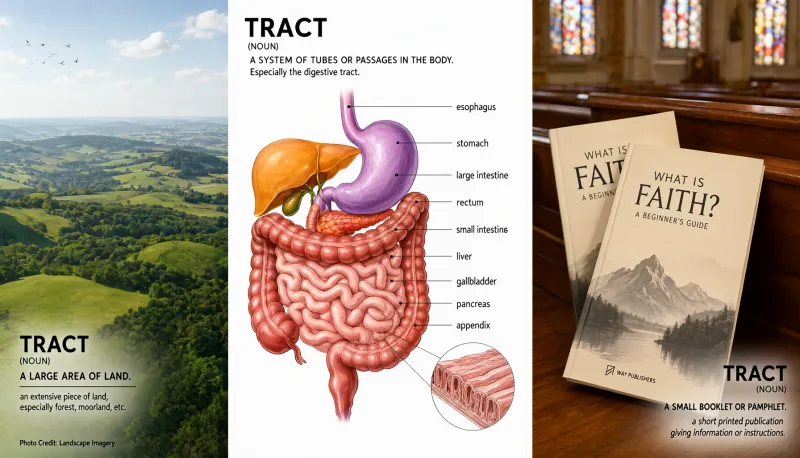 TRACT
(NOUN)
A LARGE AREA OF LAND.
an extensive piece of land,
especially forest, moorland, etc.
Photo Credit: Landscape Imagery
TRACT
(NOUN)
A SYSTEM OF TUBES OR PASSAGES IN THE BODY.
Especially the digestive tract.
esophagus
stomach
large intestine
rectum
small intestine
liver
gallbladder
pancreas
appendix
WHAT IS
FAIT
A BEGINNER
WHAT IS
FAITH?
A BEGINNER'S GUIDE
WAY PUBLISHERS
TRACT
(NOUN)
A SMALL BOOKLET OR PAMPHLET.
a short printed publication
giving information or instructions.